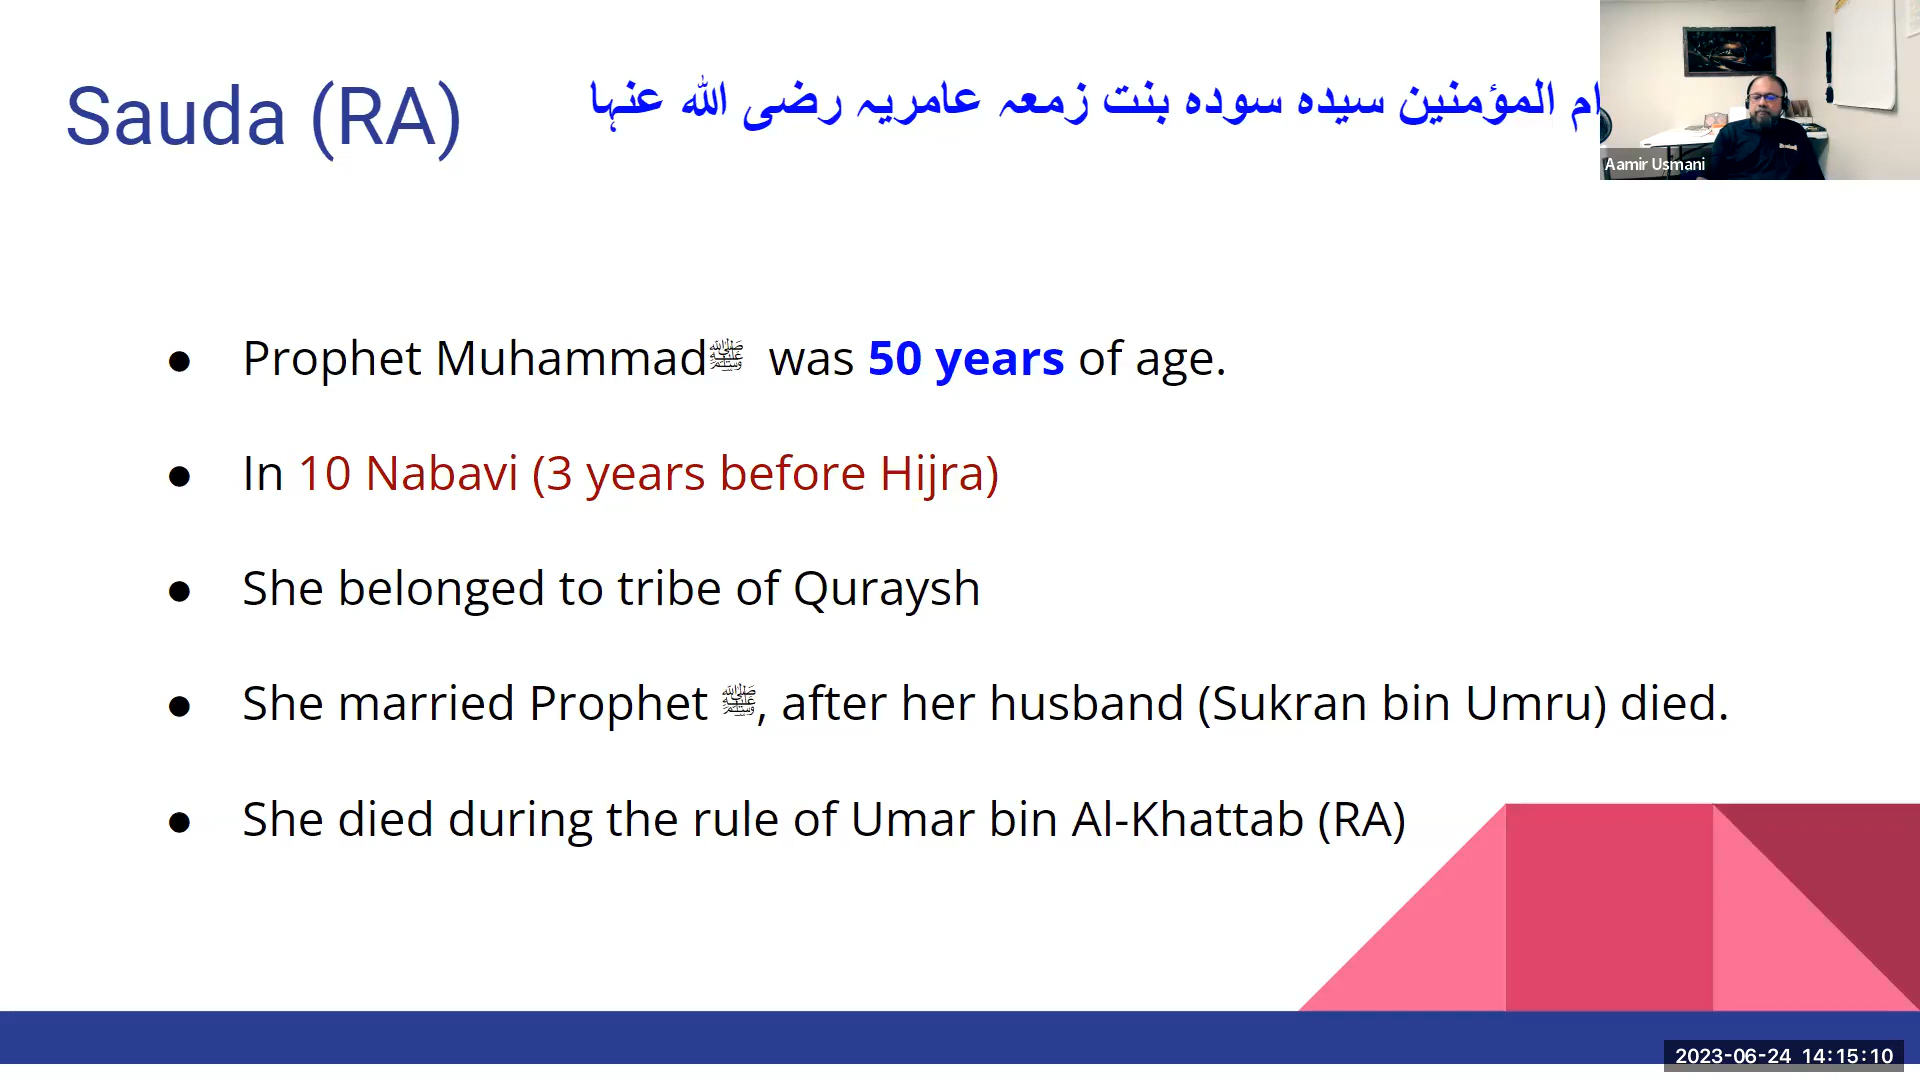 Sauda (RA)
ام المؤمنین سیدہ سودہ بنت زمعہ عامریہ رضی اللہ عنہا
Aamir Usmani
● Prophet Muhammadﷺ was 50 years of age.
● In 10 Nabavi (3 years before Hijra)
● She belonged to tribe of Quraysh
● She married Prophet ﷺ, after her husband (Sukran bin Umru) died.
● She died during the rule of Umar bin Al-Khattab (RA)
2023-06-24 14:15:10